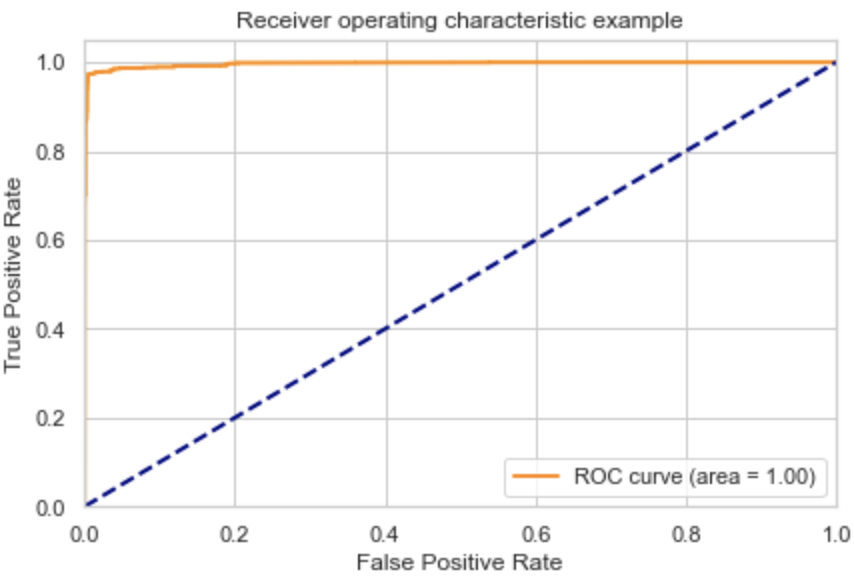 Receiver operating characteristic example
True Positive Rate
1.0
0.8
0.6
0.4
0.2
0.0
ROC curve (area = 1.00)
0.0 0.2 0.4 0.6 0.8 1.0
False Positive Rate